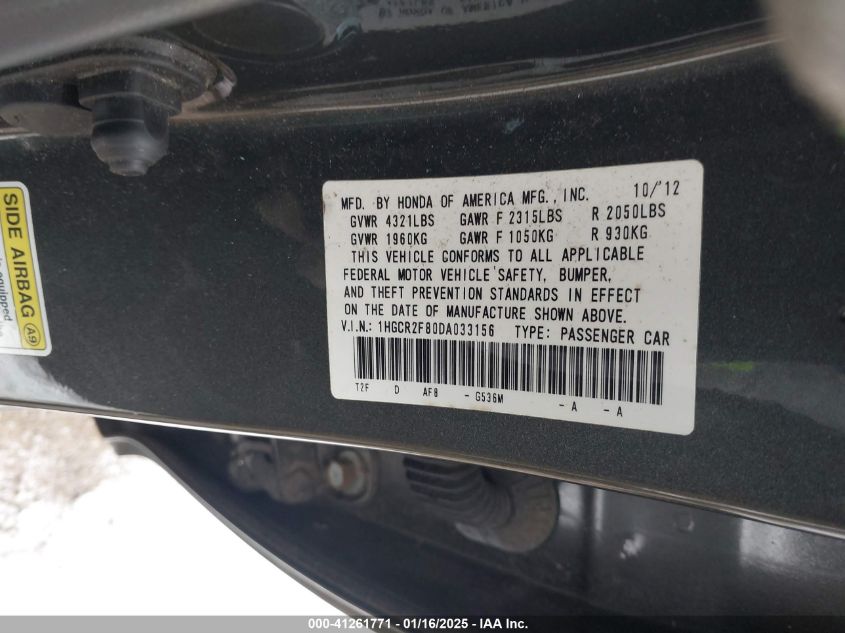 MFD. BY HONDA OF AMERICA MFG., INC. 10/'12
GVWR 4321LBS GAWR F 2315LBS R 2050LBS
GVWR 1960KG GAWR F 1050KG R 930KG
THIS VEHICLE CONFORMS TO ALL APPLICABLE
FEDERAL MOTOR VEHICLE SAFETY, BUMPER,
AND THEFT PREVENTION STANDARDS IN EFFECT
ON THE DATE OF MANUFACTURE SHOWN ABOVE.
V.I.N.: 1HGCR2F80DA033156 TYPE: PASSENGER CAR
T2F D AF8 - G536M - A - A
SIDE AIRBAG A9
equipped
000-41261771 - 01/16/2025 - IAA Inc.